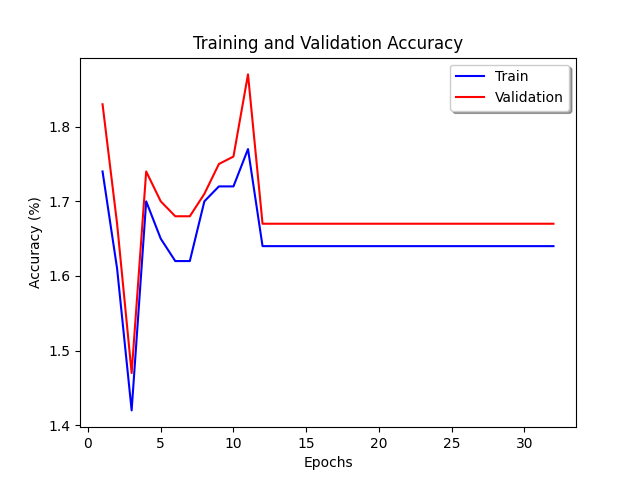 Training and Validation Accuracy
Train
Validation
Accuracy (%)
1.8
1.7
1.6
1.5
1.4
0 5 10 15 20 25 30
Epochs